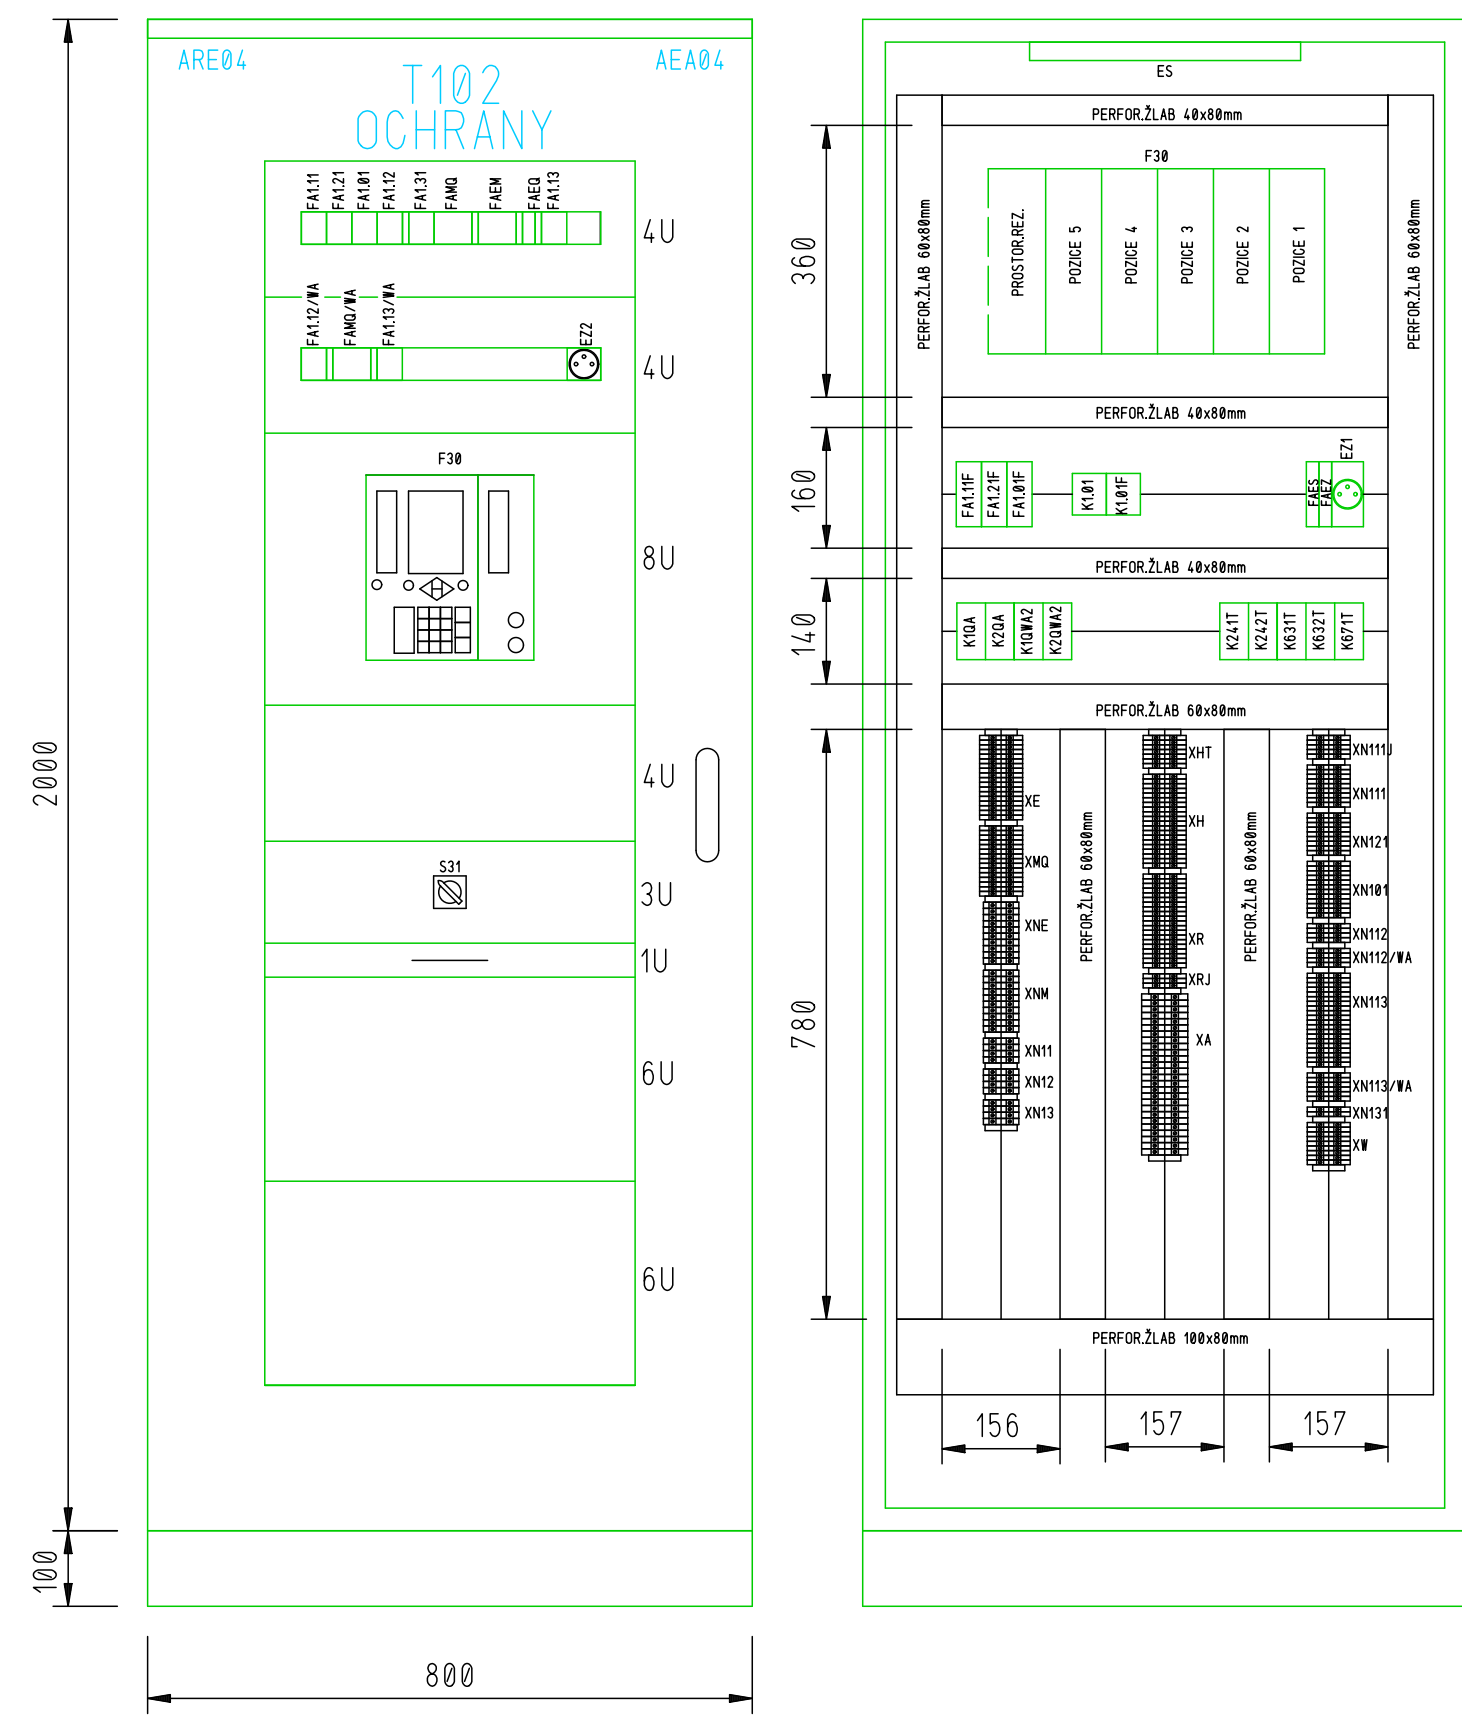 ARE04
AEA04
T102
OCHRANY
FA1.11
FA1.21
FA1.01
FA1.12
FA1.31
FAMQ
FAEM
FAEQ
FA1.13
4U
FA1.12/WA
FAMQ/WA
FA1.13/WA
EZ2
4U
F30
8U
4U
S31
3U
1U
6U
6U
2000
100
800
ES
PERFOR.ŽLAB 40x80mm
PERFOR.ŽLAB 60x80mm
PERFOR.ŽLAB 60x80mm
F30
PROSTOR.REZ.
POZICE 5
POZICE 4
POZICE 3
POZICE 2
POZICE 1
360
PERFOR.ŽLAB 40x80mm
160
FA1.11F
FA1.21F
FA1.01F
K1.01
K1.01F
FAES
FAEZ
EZ1
PERFOR.ŽLAB 40x80mm
140
K1QA
K2QA
K1QWA2
K2QWA2
K241T
K242T
K631T
K632T
K671T
PERFOR.ŽLAB 60x80mm
780
XE
XMQ
XNE
XNM
XN11
XN12
XN13
PERFOR.ŽLAB 60x80mm
XHT
XH
XR
XRJ
XA
PERFOR.ŽLAB 60x80mm
XN111J
XN111
XN121
XN101
XN112
XN112/WA
XN113
XN113/WA
XN131
XW
PERFOR.ŽLAB 100x80mm
156
157
157